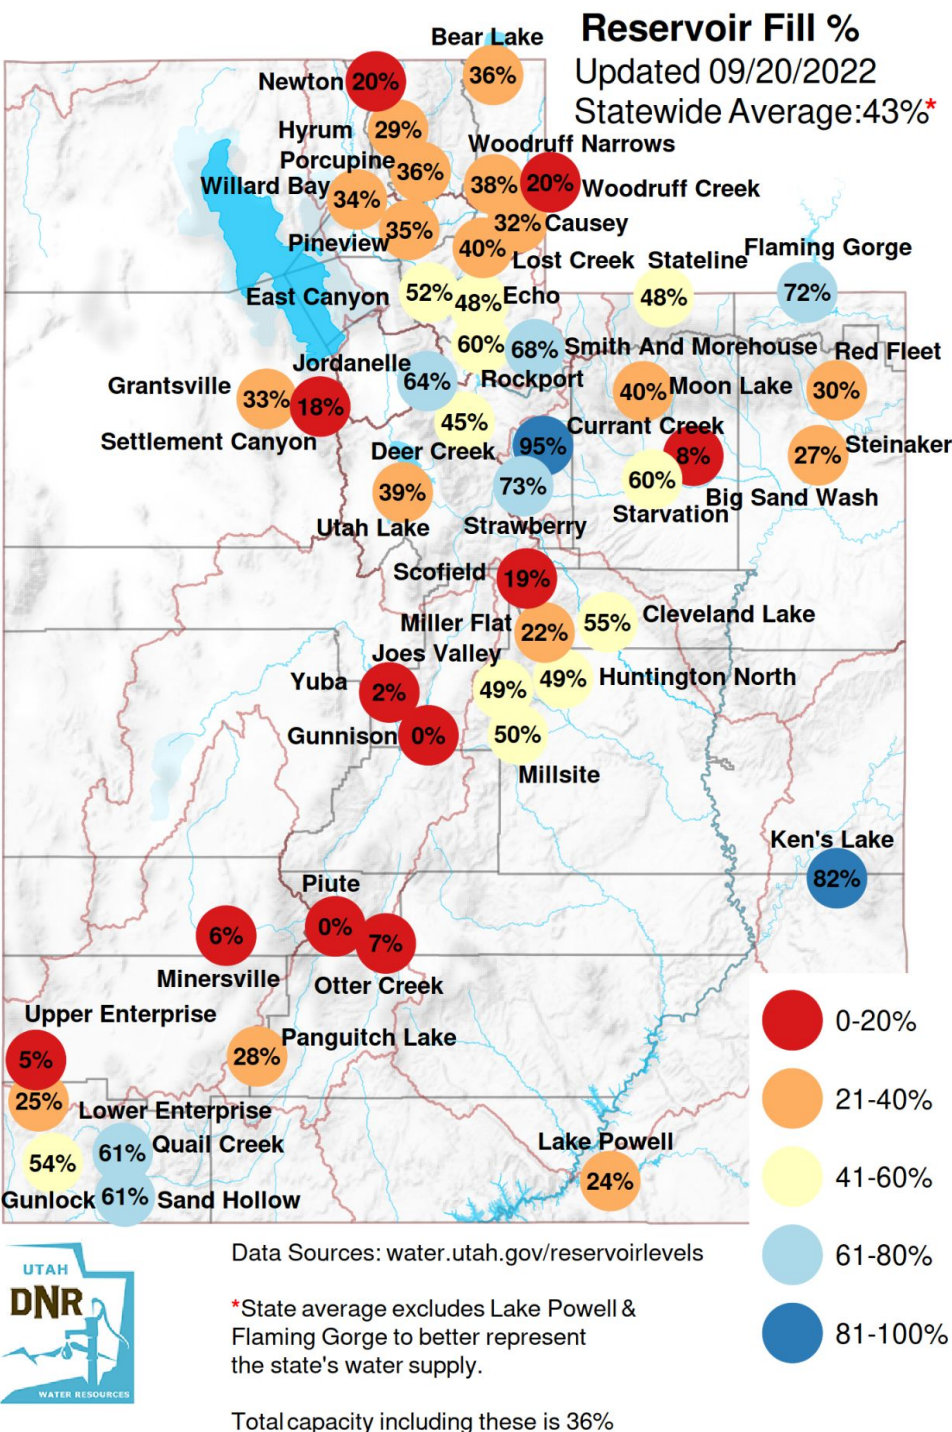 Reservoir Fill %
Updated 09/20/2022
Statewide Average:43%*
Bear Lake
36%
Newton 20%
Hyrum 29%
Woodruff Narrows
38%
Porcupine
36%
20% Woodruff Creek
Willard Bay
34%
32% Causey
Pineview 35%
40% Lost Creek
Stateline
48%
Flaming Gorge
72%
East Canyon 52%
48% Echo
60%
Rockport
68% Smith And Morehouse
Red Fleet
30%
Jordanelle
64%
Grantsville
33%
18%
Settlement Canyon
40% Moon Lake
45%
Deer Creek
Currant Creek
95%
8%
Big Sand Wash
27% Steinaker
60%
Starvation
73%
Strawberry
39%
Utah Lake
Scofield 19%
Miller Flat 22%
55% Cleveland Lake
Joes Valley
49%
49% Huntington North
Yuba 2%
Gunnison 0%
50%
Millsite
Ken's Lake
82%
Piute
0%
7%
Otter Creek
6%
Minersville
Upper Enterprise
5%
28% Panguitch Lake
25%
Lower Enterprise
61% Quail Creek
54%
Gunlock
61% Sand Hollow
Lake Powell
24%
0-20%
21-40%
41-60%
61-80%
81-100%
UTAH
DNR
WATER RESOURCES
Data Sources: water.utah.gov/reservoirlevels
*State average excludes Lake Powell &
Flaming Gorge to better represent
the state's water supply.
Total capacity including these is 36%